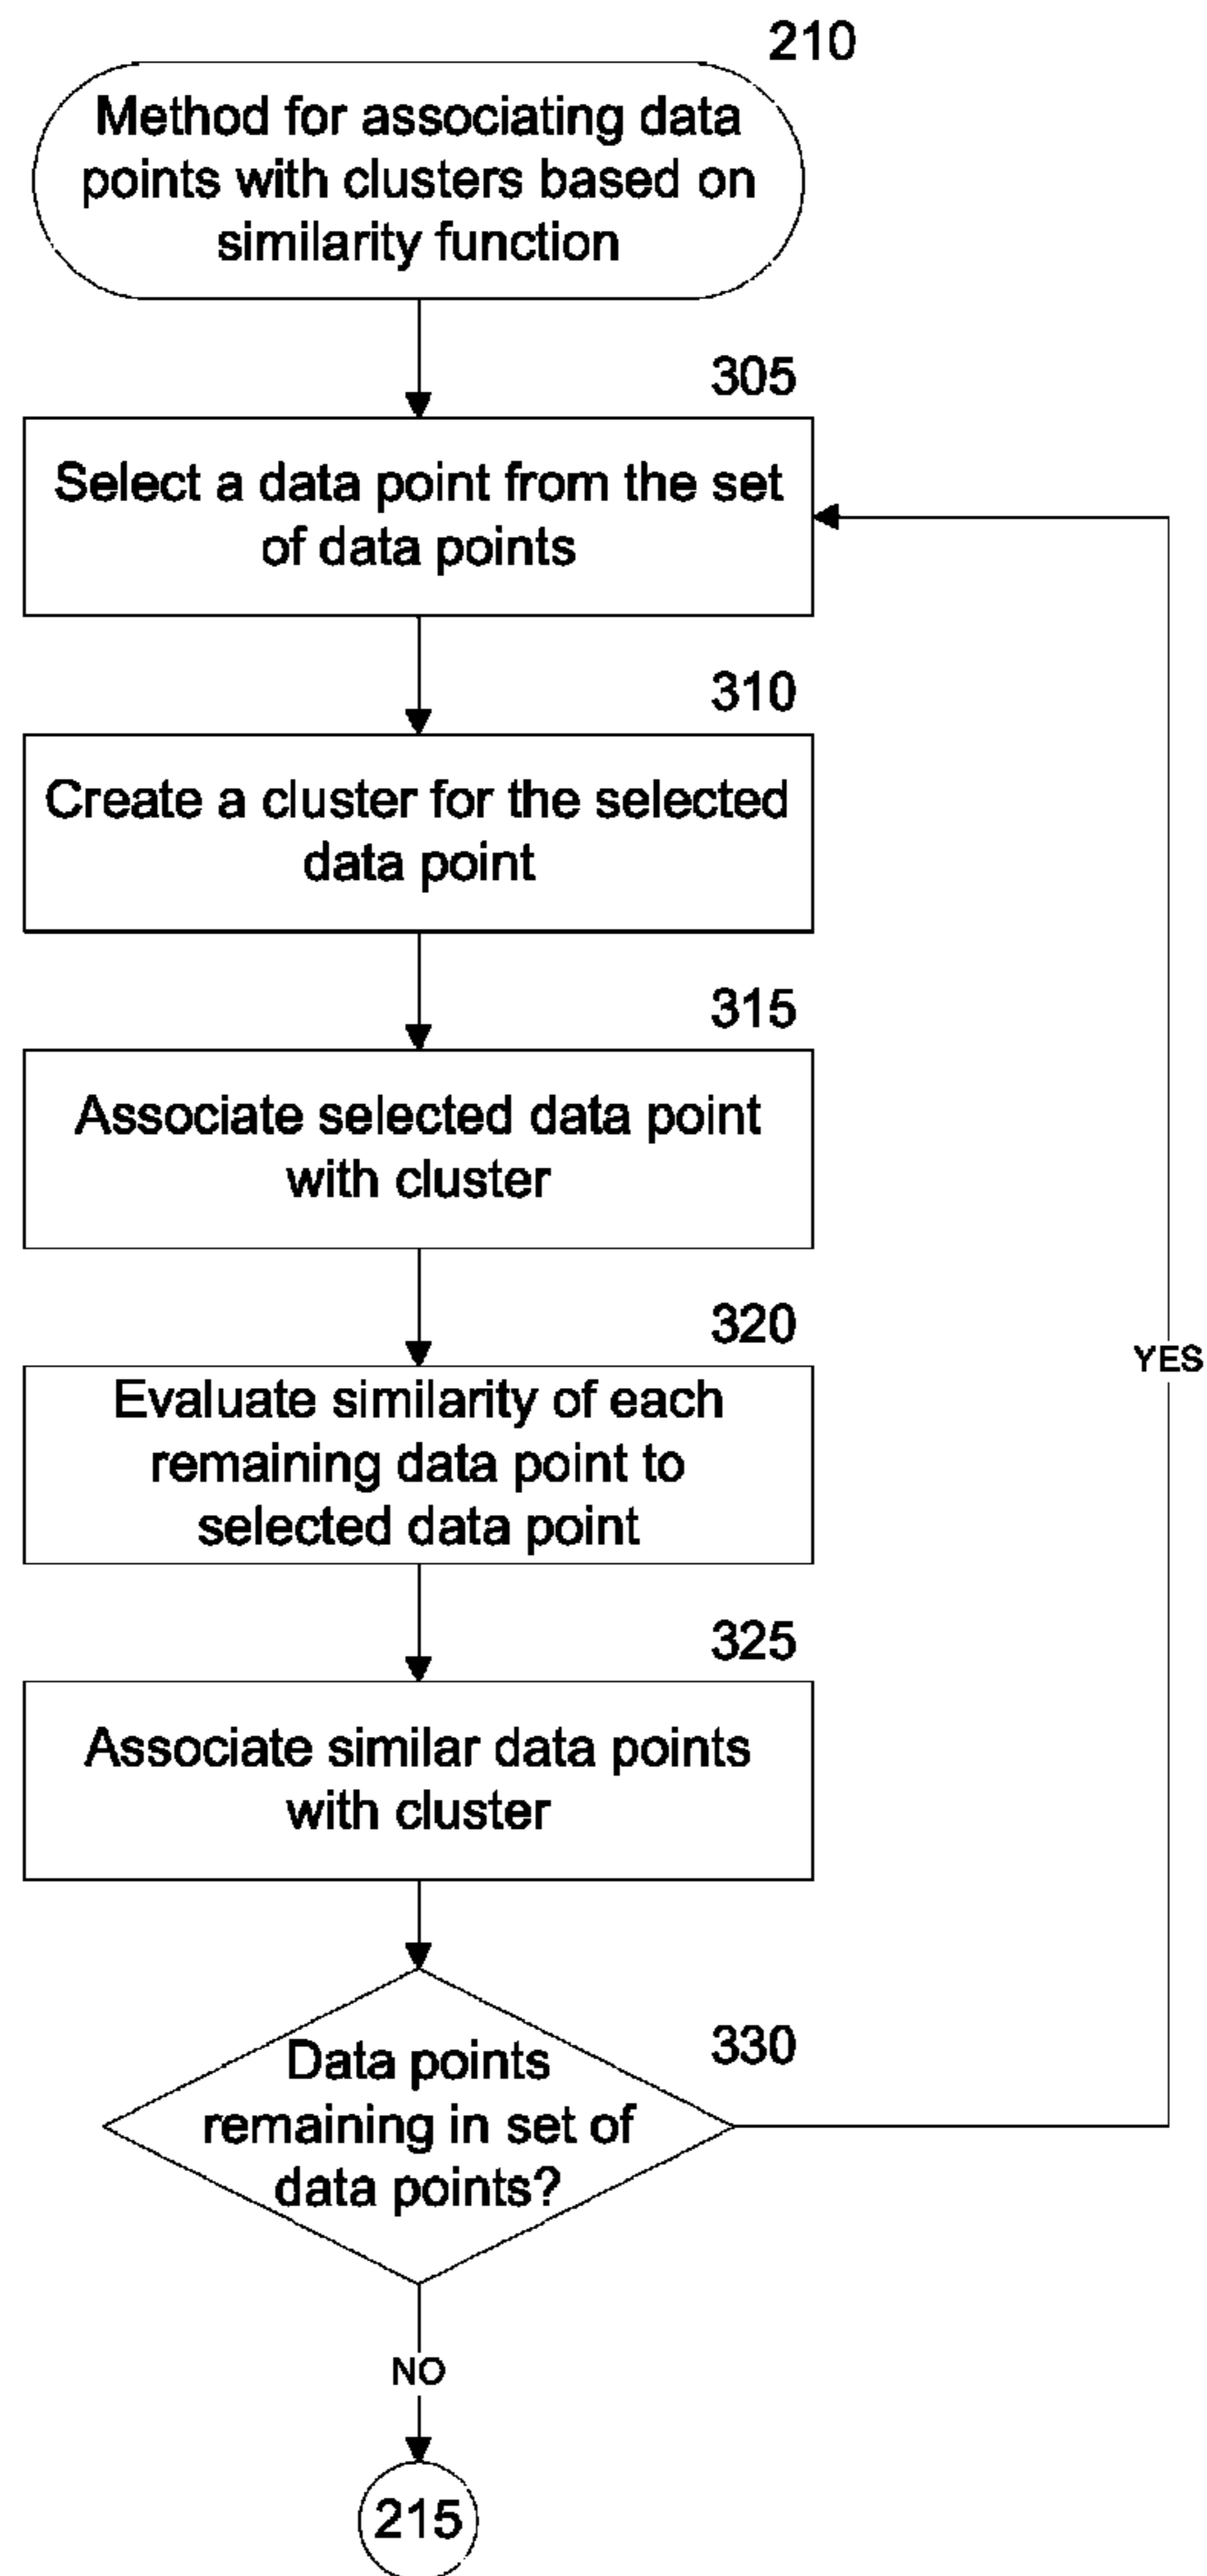 210
Method for associating data
points with clusters based on
similarity function
305
Select a data point from the set
of data points
310
Create a cluster for the selected
data point
315
Associate selected data point
with cluster
320
Evaluate similarity of each
remaining data point to
selected data point
YES
325
Associate similar data points
with cluster
330
Data points
remaining in set of
data points?
NO
215